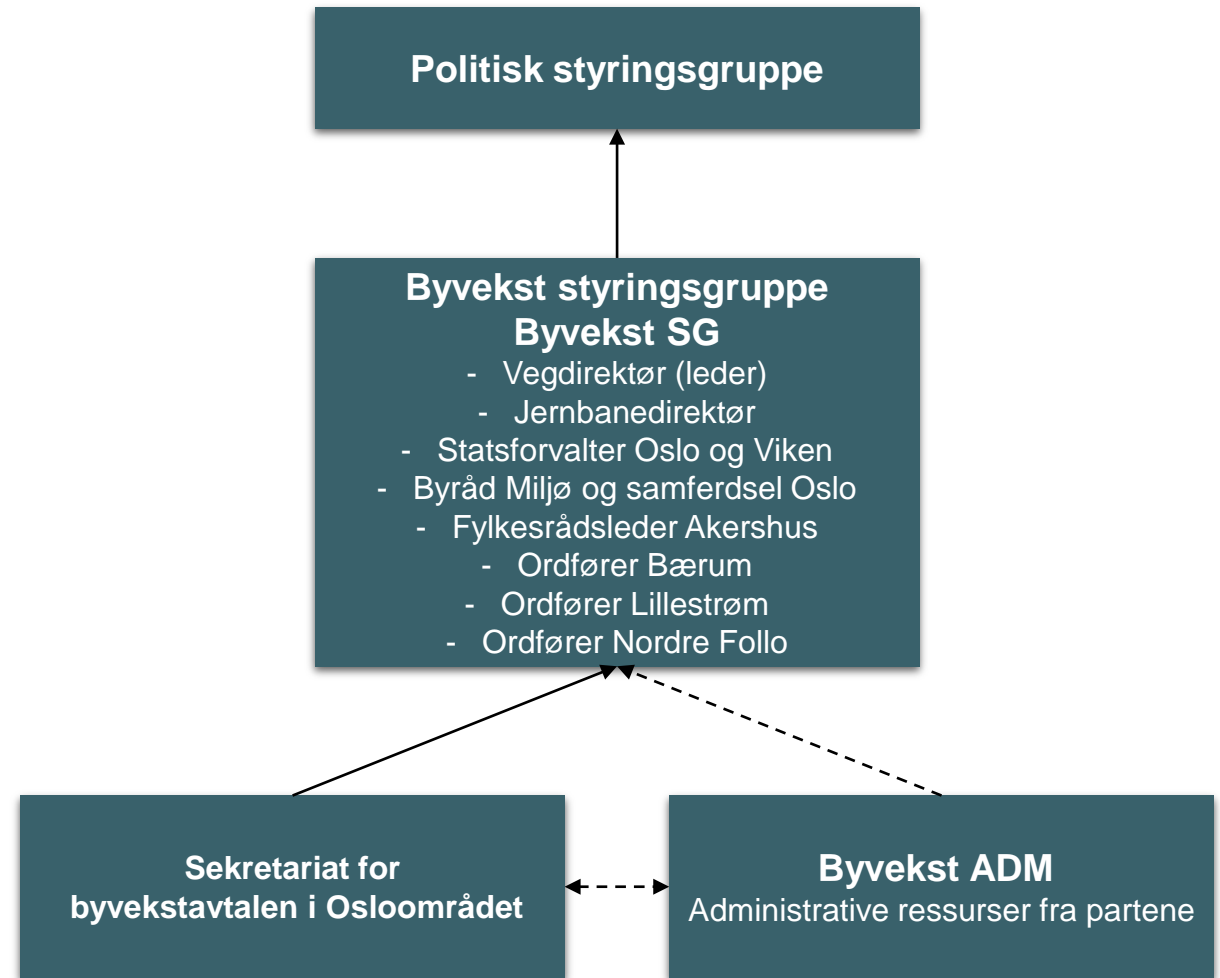 Politisk styringsgruppe
Byvekst styringsgruppe
Byvekst SG
- Vegdirektør (leder)
- Jernbanedirektør
- Statsforvalter Oslo og Viken
- Byråd Miljø og samferdsel Oslo
- Fylkesrådsleder Akershus
- Ordfører Bærum
- Ordfører Lillestrøm
- Ordfører Nordre Follo
Sekretariat for
byvekstavtalen i Osloområdet
Byvekst ADM
Administrative ressurser fra partene